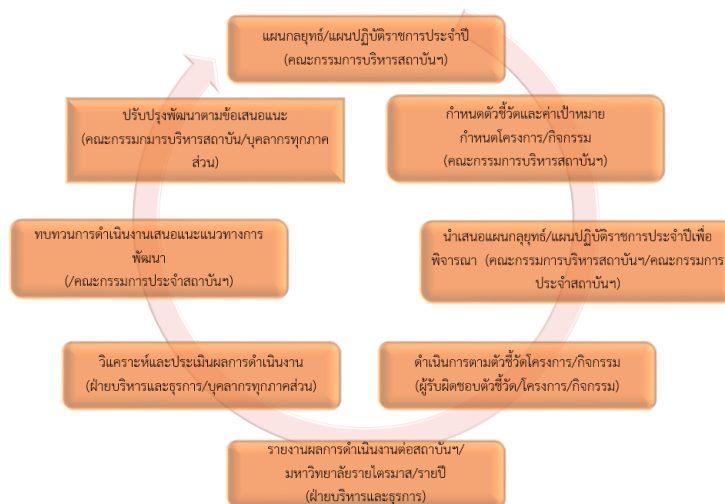 แผนกลยุทธ์/แผนปฏิบัติราชการประจำปี
(คณะกรรมการบริหารสถาบันฯ)
กำหนดตัวชี้วัดและค่าเป้าหมาย
กำหนดโครงการ/กิจกรรม
(คณะกรรมการบริหารสถาบันฯ)
นำเสนอแผนกลุยุทธ์/แผนปฏิบัติราชการประจำปีเพื่อ
พิจารณา (คณะกรรมการบริหารสถาบันฯ/คณะกรรมการ
ประจำสถาบันฯ)
ดำเนินการตามตัวชี้วัดโครงการ/กิจกรรม
(ผู้รับผิดชอบตัวชี้วัด/โครงการ/กิจกรรม)
รายงานผลการดำเนินงานต่อสถาบันฯ/
มหาวิทยาลัยรายไตรมาส/รายปี
(ฝ่ายบริหารและธุรการ)
วิแคราะห์และประเมินผลการดำเนินงาน
(ฝ่ายบริหารและธุรการ/บุคลากรทุกภาคส่วน)
ทบทวนการดำเนินงานเสนอแนะแนวทางการ
พัฒนา
(/คณะกรรมการประจำสถาบันฯ)
ปรับปรุงพัฒนาตามข้อเสนอแนะ
(คณะกรรมกมารบริหารสถาบัน/บุคลากรทุกภาค
ส่วน)